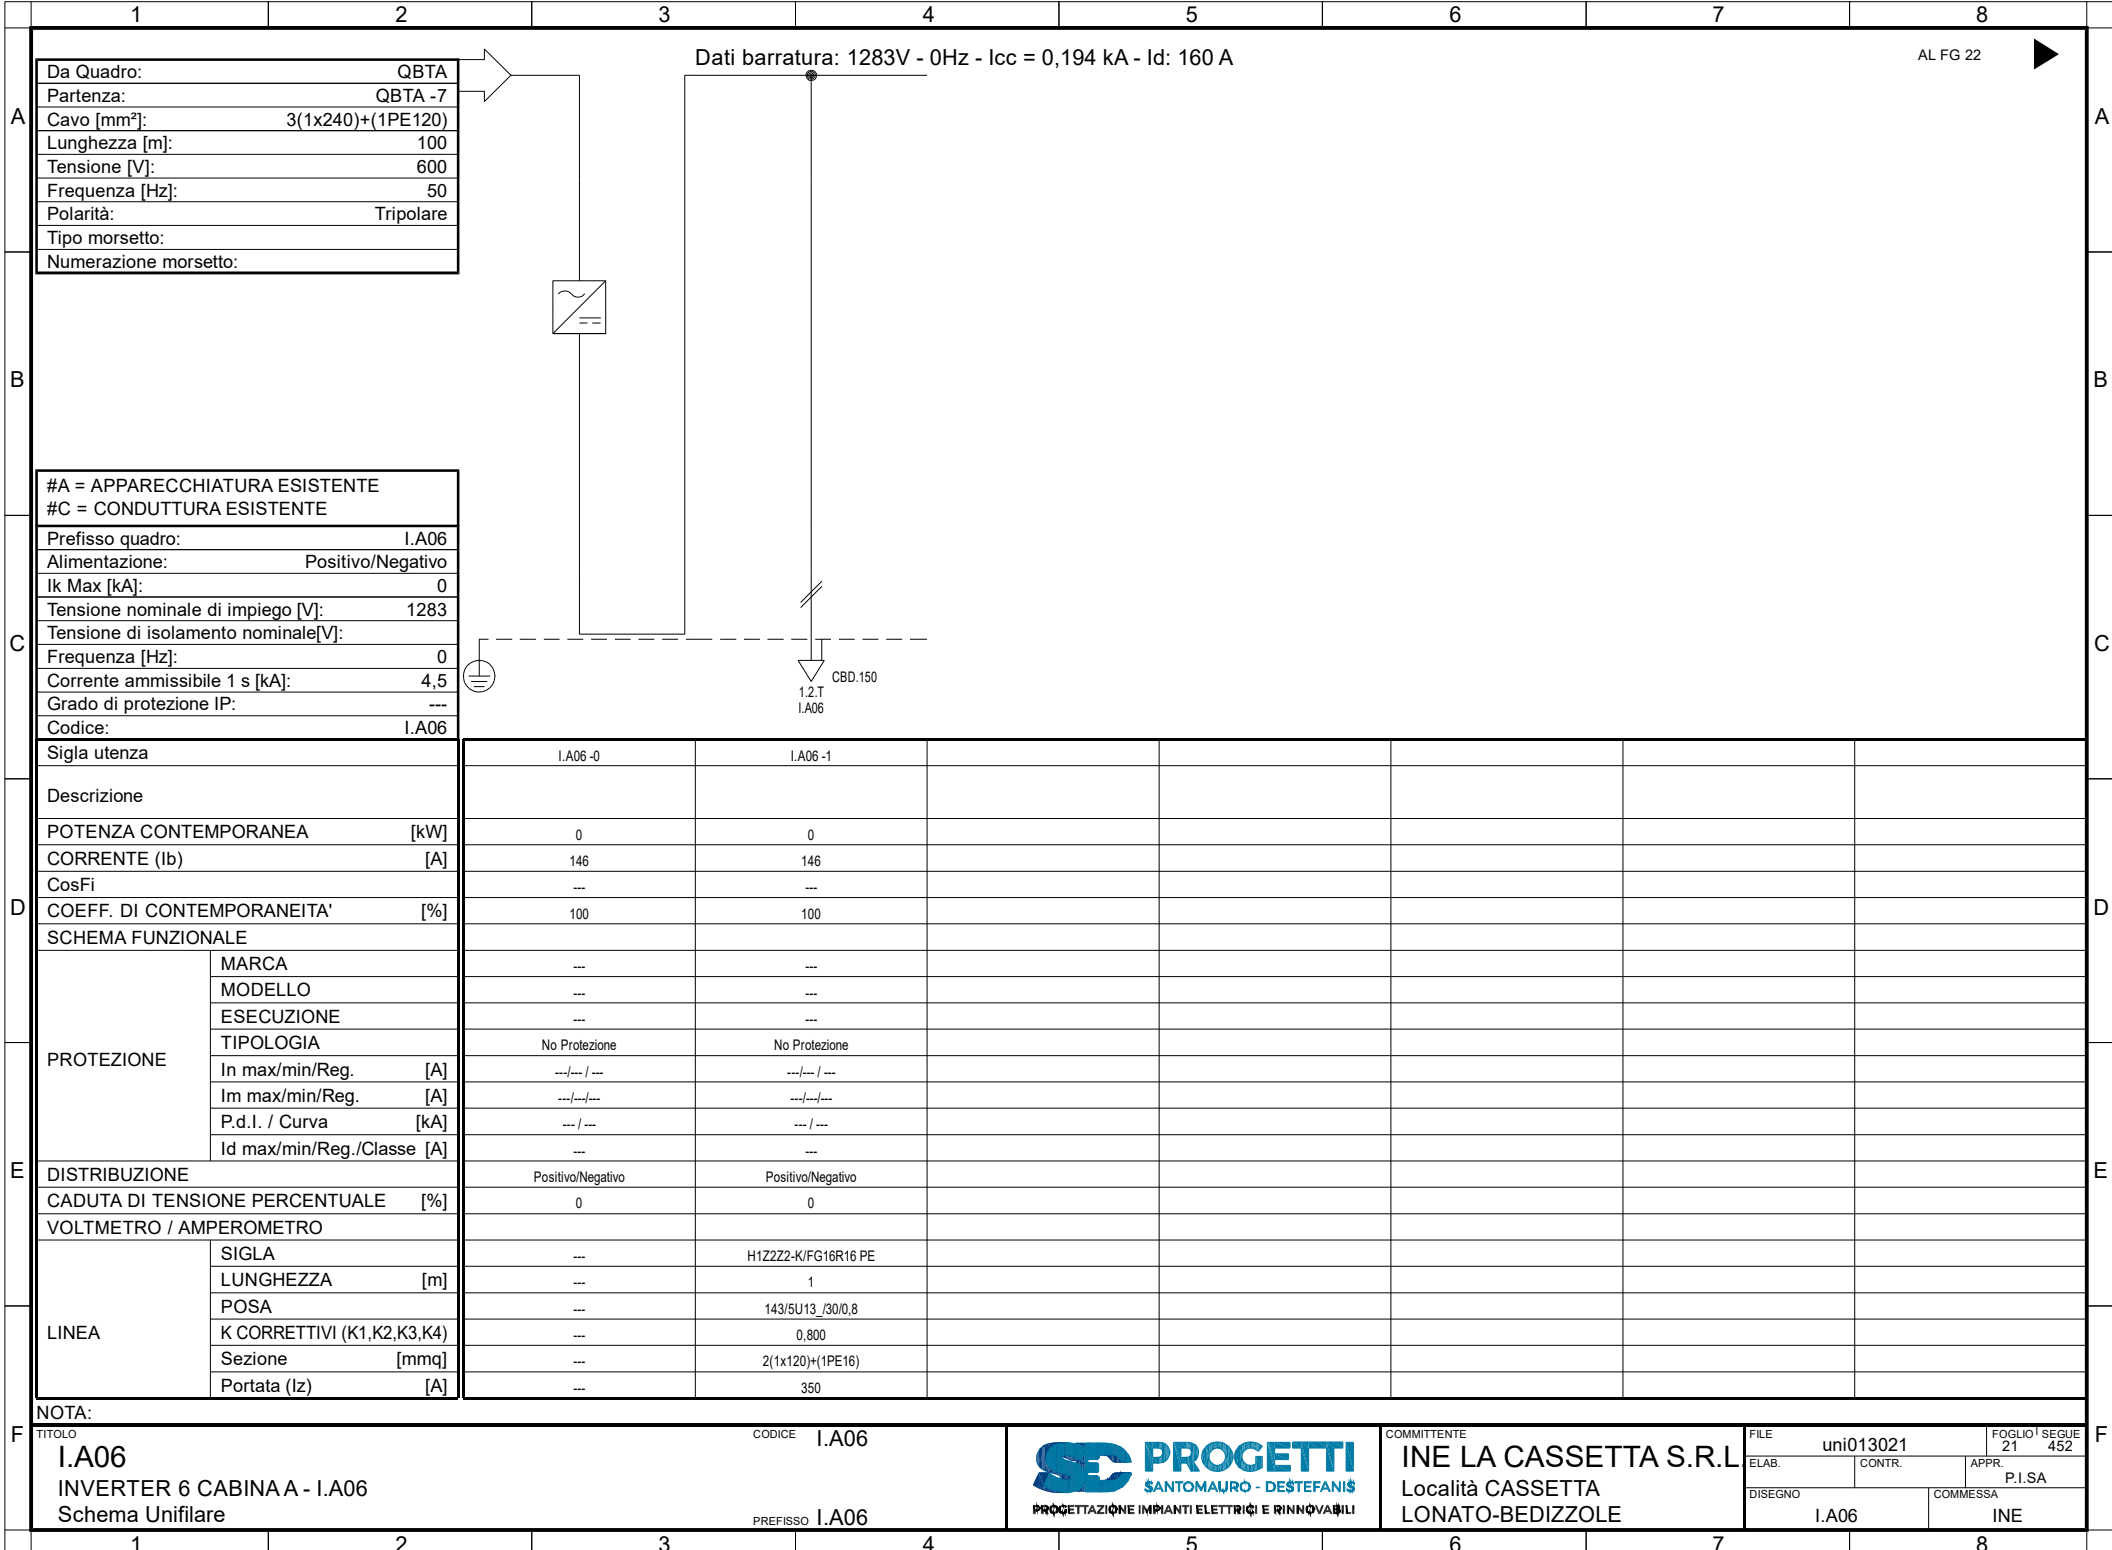 1 2 3 4 5 6 7 8
Dati barratura: 1283V - 0Hz - Icc = 0,194 kA - Id: 160 A
AL FG 22
A A
B B
C C
D D
E E
F F
Da Quadro: QBTA
Partenza: QBTA -7
Cavo [mm²]: 3(1x240)+(1PE120)
Lunghezza [m]: 100
Tensione [V]: 600
Frequenza [Hz]: 50
Polarità: Tripolare
Tipo morsetto:
Numerazione morsetto:
#A = APPARECCHIATURA ESISTENTE
#C = CONDUTTURA ESISTENTE
Prefisso quadro: I.A06
Alimentazione: Positivo/Negativo
Ik Max [kA]: 0
Tensione nominale di impiego [V]: 1283
Tensione di isolamento nominale[V]:
Frequenza [Hz]: 0
Corrente ammissibile 1 s [kA]: 4,5
Grado di protezione IP: ---
Codice: I.A06
CBD.150
1.2.T
I.A06
Sigla utenza I.A06 -0 I.A06 -1
Descrizione
POTENZA CONTEMPORANEA [kW] 0 0
CORRENTE (Ib) [A] 146 146
CosFi --- ---
COEFF. DI CONTEMPORANEITA' [%] 100 100
SCHEMA FUNZIONALE
PROTEZIONE
MARCA --- ---
MODELLO --- ---
ESECUZIONE --- ---
TIPOLOGIA No Protezione No Protezione
In max/min/Reg. [A] ---/--- / --- ---/--- / ---
Im max/min/Reg. [A] ---/---/--- ---/---/---
P.d.I. / Curva [kA] --- / --- --- / ---
Id max/min/Reg./Classe [A] --- ---
DISTRIBUZIONE Positivo/Negativo Positivo/Negativo
CADUTA DI TENSIONE PERCENTUALE [%] 0 0
VOLTMETRO / AMPEROMETRO
LINEA
SIGLA --- H1Z2Z2-K/FG16R16 PE
LUNGHEZZA [m] --- 1
POSA --- 143/5U13_/30/0,8
K CORRETTIVI (K1,K2,K3,K4) --- 0,800
Sezione [mmq] --- 2(1x120)+(1PE16)
Portata (Iz) [A] --- 350
NOTA:
TITOLO
I.A06
INVERTER 6 CABINA A - I.A06
Schema Unifilare
CODICE I.A06
PREFISSO I.A06
PROGETTI
SANTOMAURO - DESTEFANIS
PROGETTAZIONE IMPIANTI ELETTRICI E RINNOVABILI
COMMITTENTE
INE LA CASSETTA S.R.L.
Località CASSETTA
LONATO-BEDIZZOLE
FILE uni013021
FOGLIO 21 SEGUE 452
ELAB. CONTR. APPR. P.I.SA
DISEGNO I.A06
COMMESSA INE
1 2 3 4 5 6 7 8